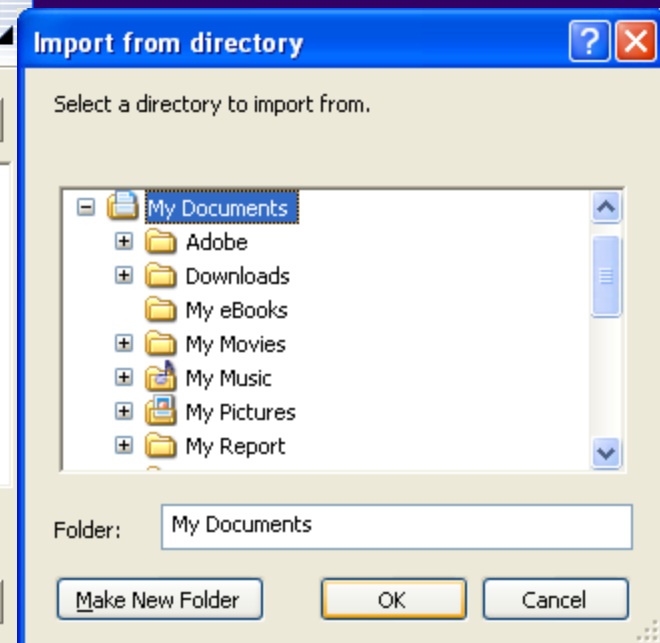 Import from directory
Select a directory to import from.
My Documents
Adobe
Downloads
My eBooks
My Movies
My Music
My Pictures
My Report
Folder: My Documents
Make New Folder OK Cancel